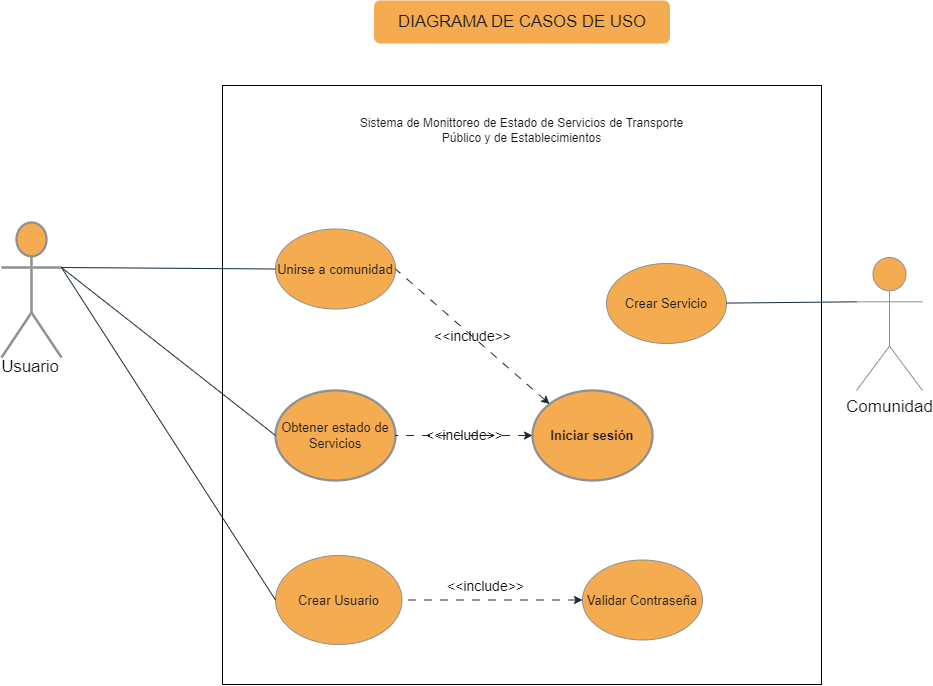 DIAGRAMA DE CASOS DE USO
Sistema de Monittoreo de Estado de Servicios de Transporte
Público y de Establecimientos
Unirse a comunidad
Crear Servicio
<<include>>
Usuario
Comunidad
Obtener estado de
Servicios
<<include>>
Iniciar sesión
<<include>>
Crear Usuario
Validar Contraseña